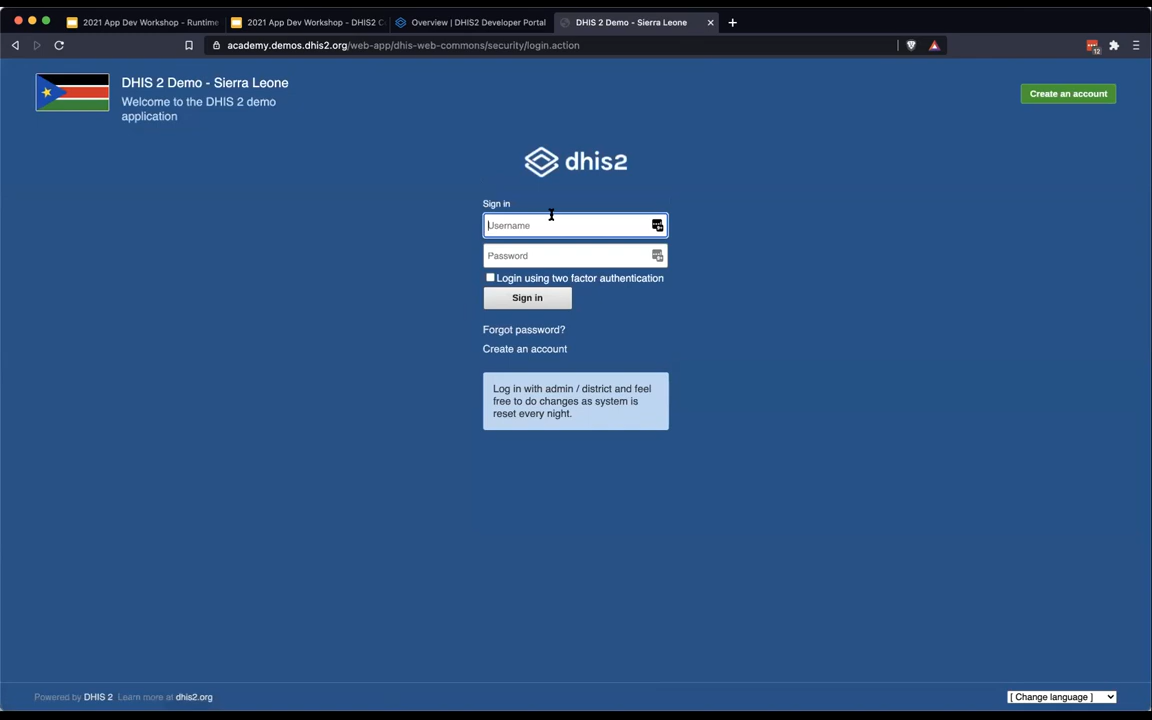 2021 App Dev Workshop - Runtime
2021 App Dev Workshop - DHIS2 C
Overview | DHIS2 Developer Portal
DHIS 2 Demo - Sierra Leone
academy.demos.dhis2.org/web-app/dhis-web-commons/security/login.action
12
DHIS 2 Demo - Sierra Leone
Welcome to the DHIS 2 demo
application
Create an account
dhis2
Sign in
Username
Password
Login using two factor authentication
Sign in
Forgot password?
Create an account
Log in with admin / district and feel
free to do changes as system is
reset every night.
Powered by DHIS 2 Learn more at dhis2.org
[ Change language ]